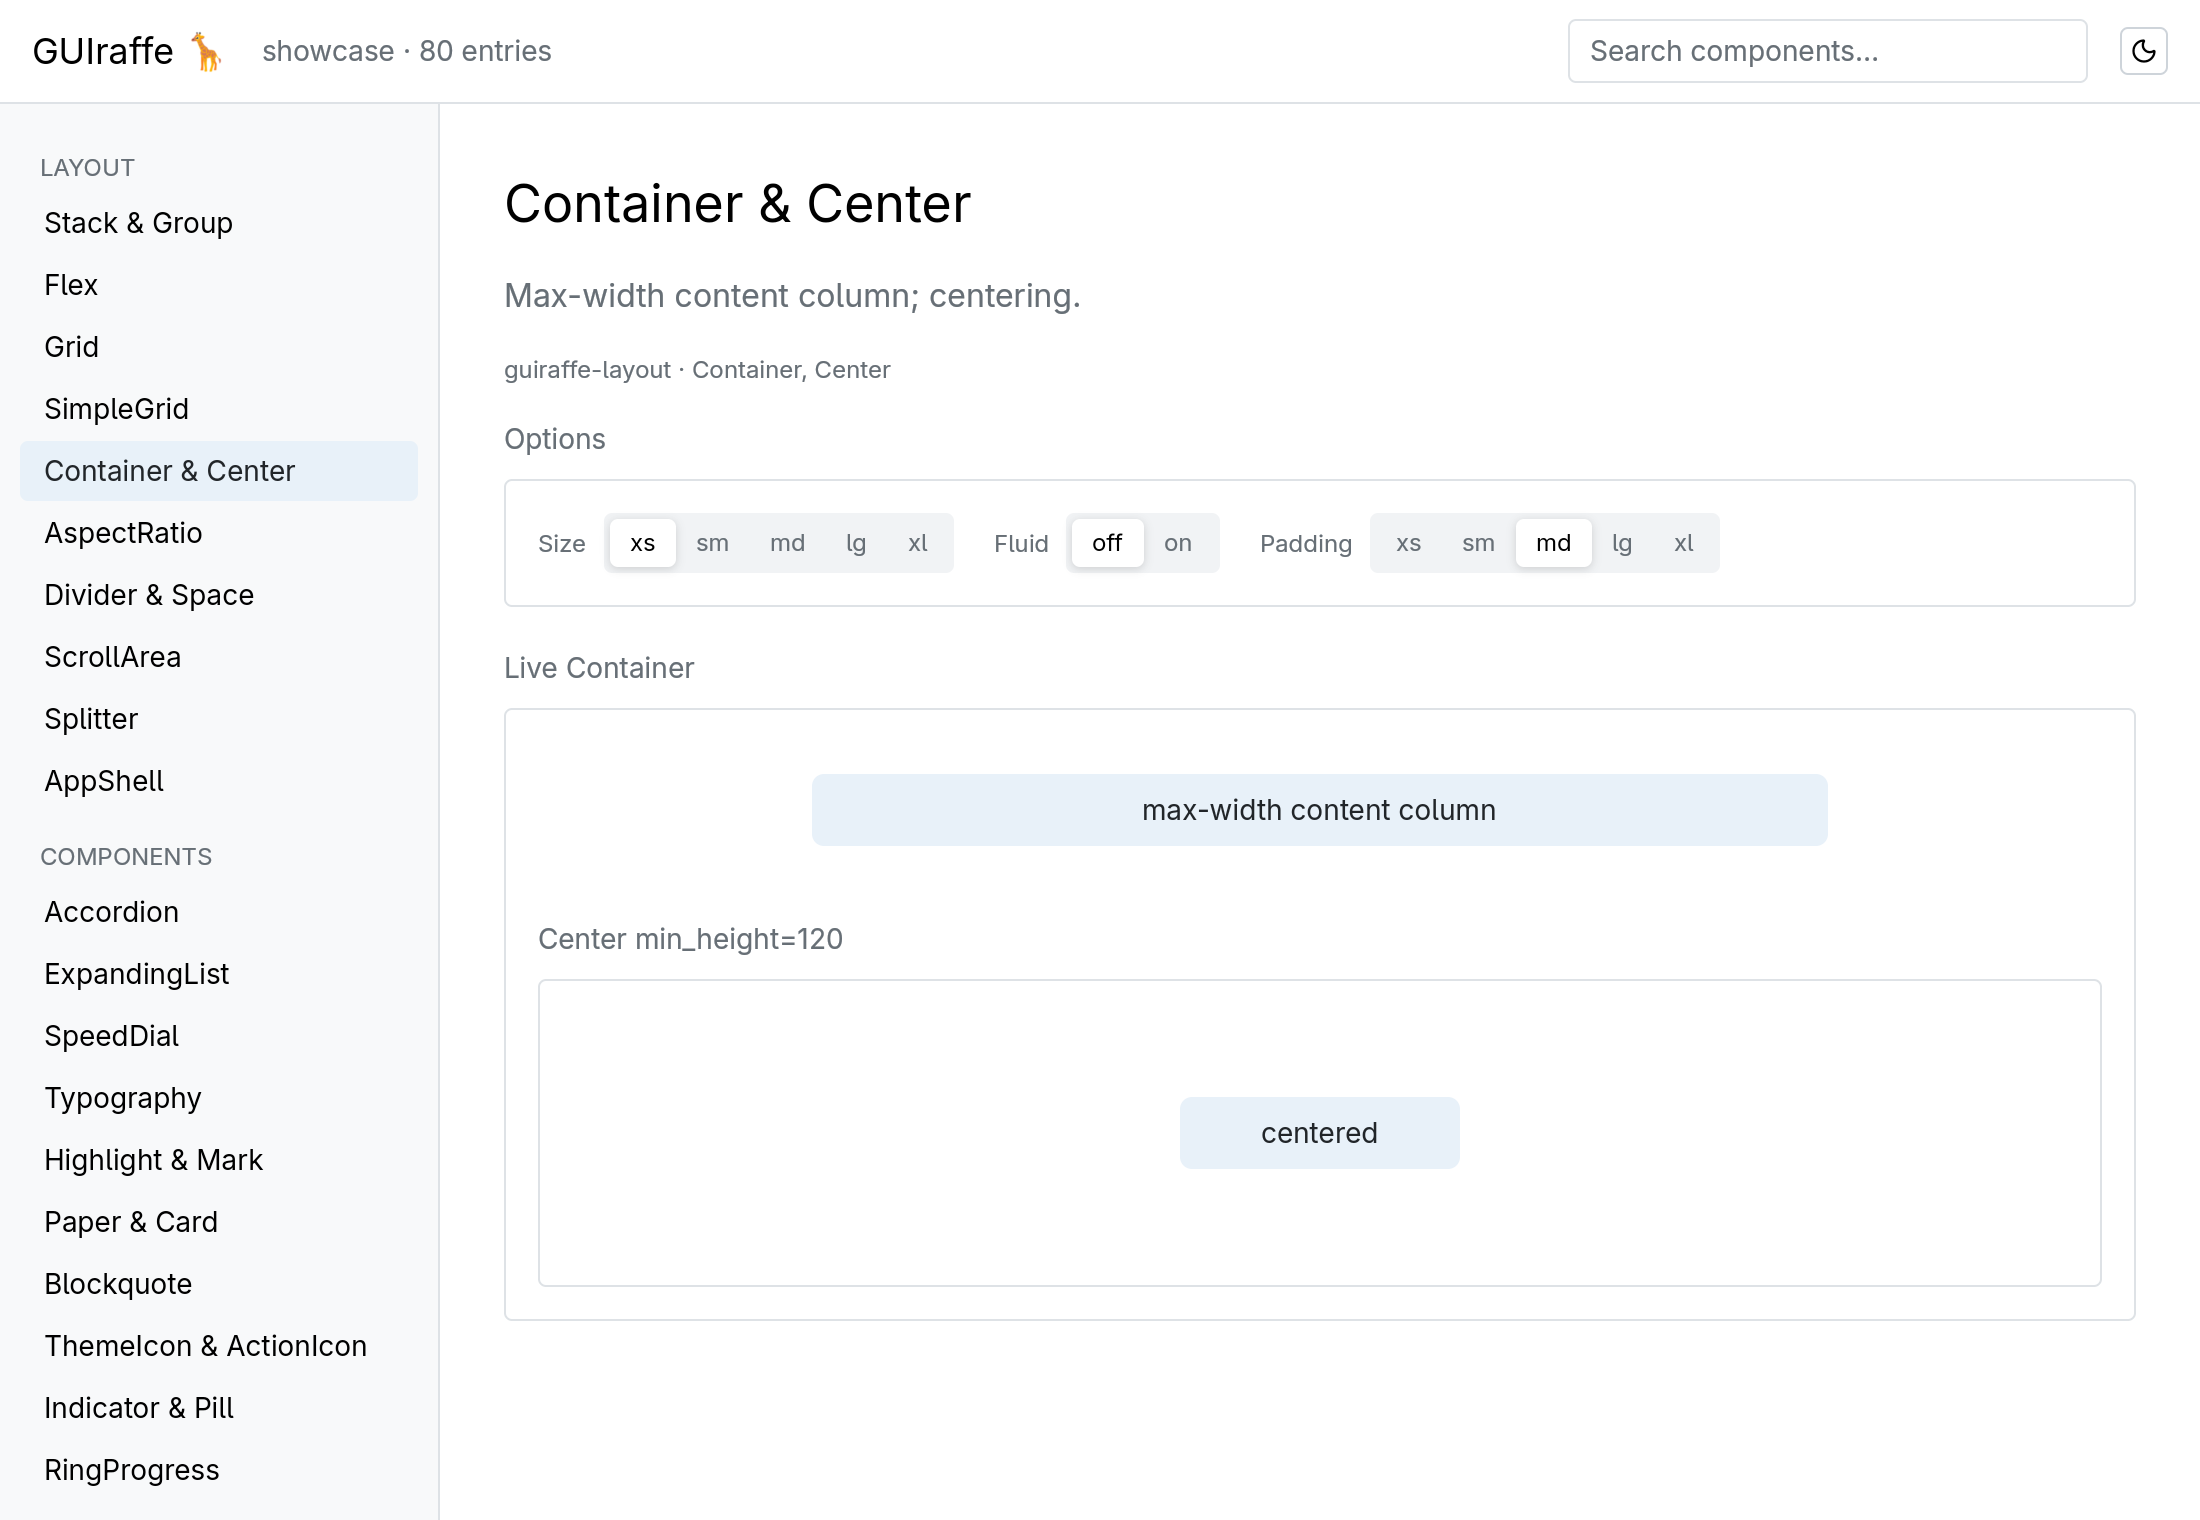 GUIraffe 🦒 showcase · 80 entries Search components...
LAYOUT
Stack & Group
Flex
Grid
SimpleGrid
Container & Center
AspectRatio
Divider & Space
ScrollArea
Splitter
AppShell
COMPONENTS
Accordion
ExpandingList
SpeedDial
Typography
Highlight & Mark
Paper & Card
Blockquote
ThemeIcon & ActionIcon
Indicator & Pill
RingProgress
Container & Center
Max-width content column; centering.
guiraffe-layout · Container, Center
Options
Size xs sm md lg xl Fluid off on Padding xs sm md lg xl
Live Container
max-width content column
Center min_height=120
centered